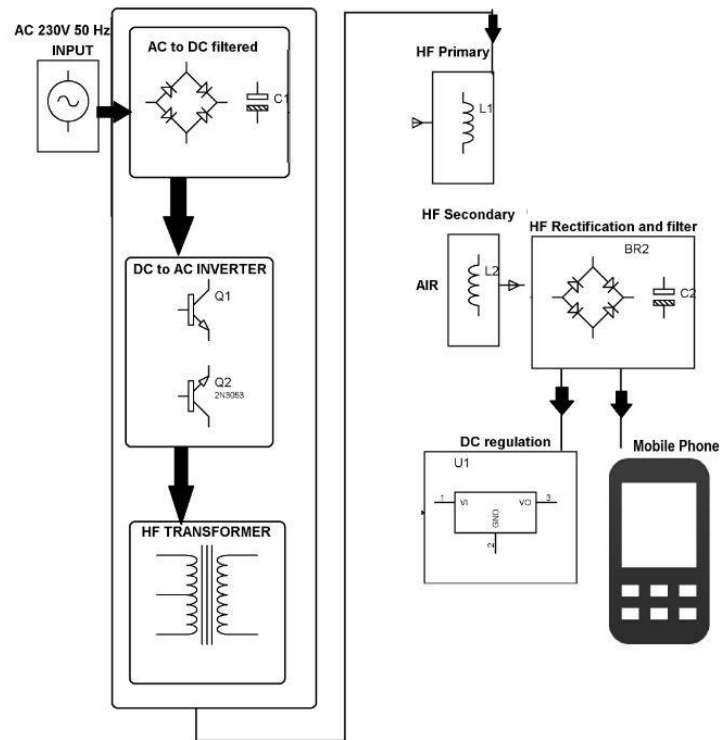 AC 230V 50 Hz
INPUT
AC to DC filtered
C1
DC to AC INVERTER
Q1
Q2
2N3053
HF TRANSFORMER
HF Primary
L1
HF Secondary
L2
AIR
HF Rectification and filter
BR2
C2
DC regulation
U1
1
VI
VO
3
GND
2
Mobile Phone